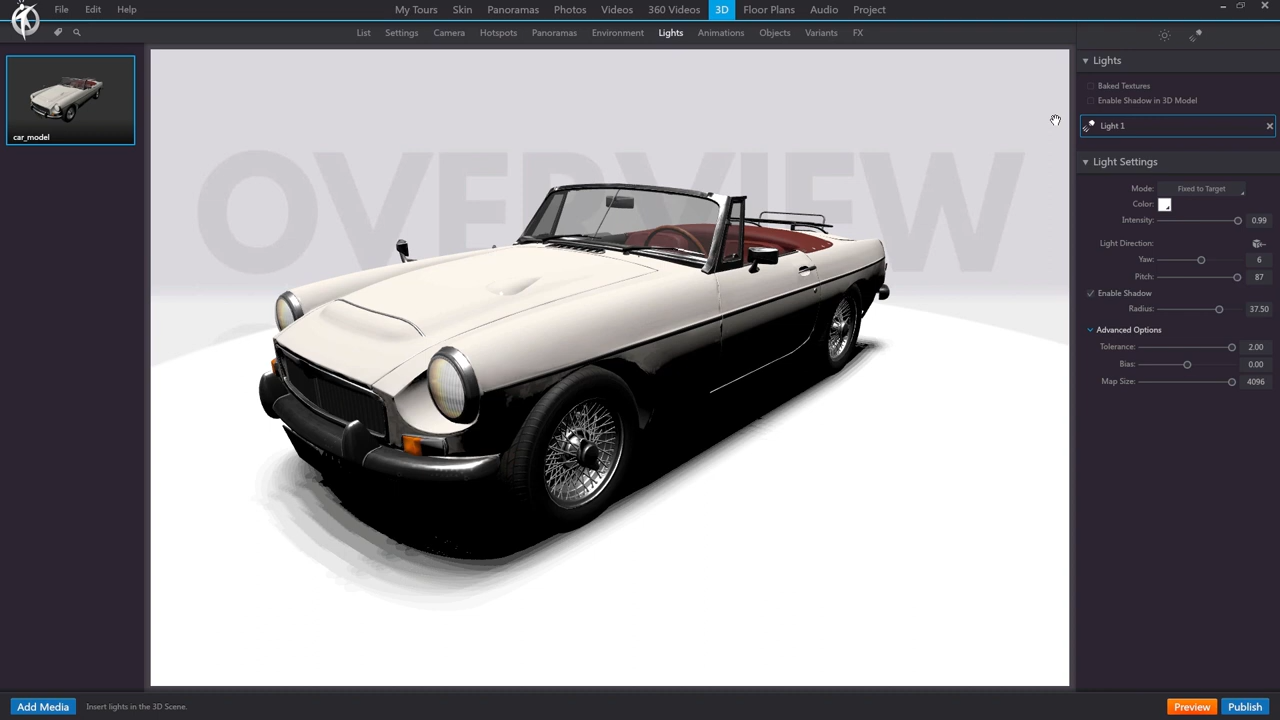 File Edit Help My Tours Skin Panoramas Photos Videos 360 Videos 3D Floor Plans Audio Project
List Settings Camera Hotspots Panoramas Environment Lights Animations Objects Variants FX
car_model
OVERVIEW
Lights
Baked Textures
Enable Shadow in 3D Model
Light 1
Light Settings
Mode: Fixed to Target
Color:
Intensity: 0.99
Light Direction:
Yaw: 6
Pitch: 87
Enable Shadow
Radius: 37.50
Advanced Options
Tolerance: 2.00
Bias: 0.00
Map Size: 4096
Add Media Insert lights in the 3D Scene. Preview Publish